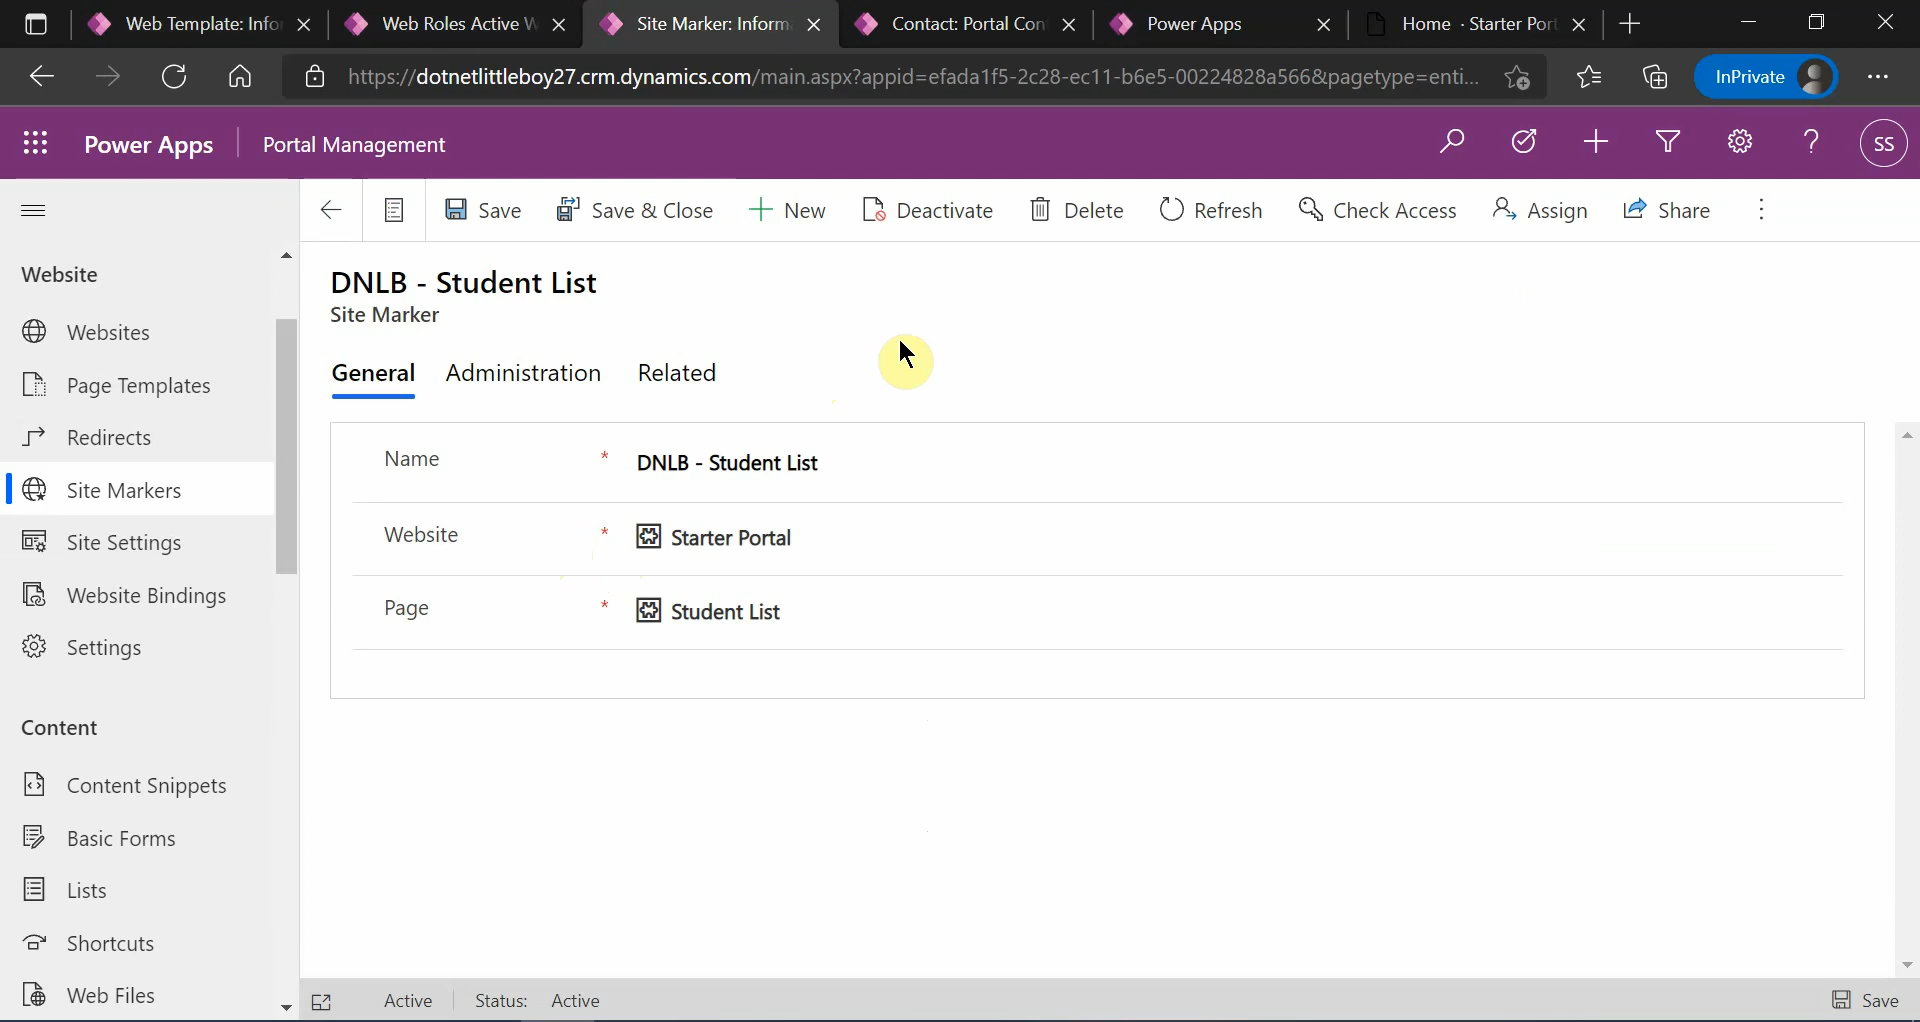 Web Template: Info
Web Roles Active W
Site Marker: Inform
Contact: Portal Con
Power Apps
Home · Starter Port
https://dotnetlittleboy27.crm.dynamics.com/main.aspx?appid=efada1f5-2c28-ec11-b6e5-00224828a566&pagetype=enti...
InPrivate
Power Apps
Portal Management
?
SS
Save
Save & Close
New
Deactivate
Delete
Refresh
Check Access
Assign
Share
Website
Websites
Page Templates
Redirects
Site Markers
Site Settings
Website Bindings
Settings
Content
Content Snippets
Basic Forms
Lists
Shortcuts
Web Files
DNLB - Student List
Site Marker
General
Administration
Related
Name * DNLB - Student List
Website * Starter Portal
Page * Student List
Active
Status: Active
Save